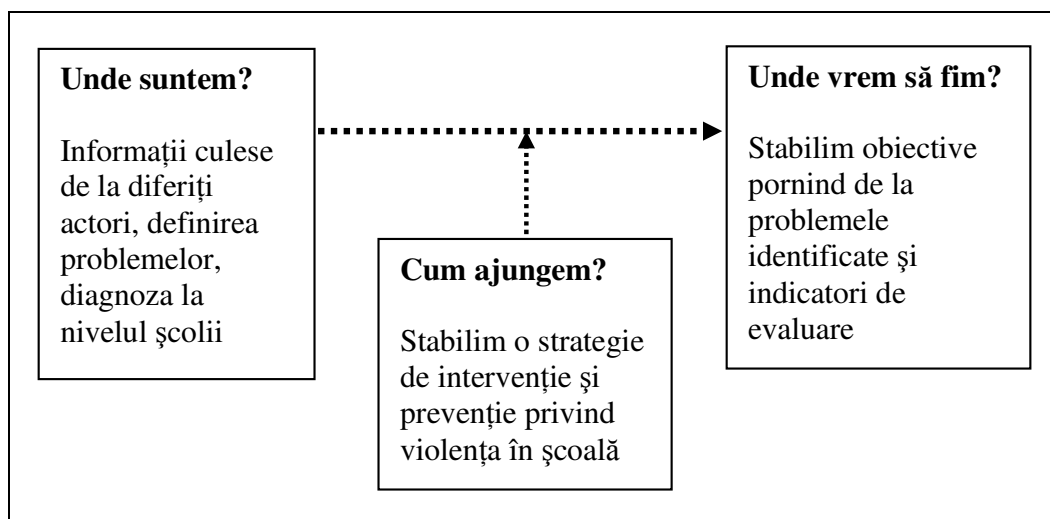 Unde suntem?
Informații culese
de la diferiți
actori, definirea
problemelor,
diagnoza la
nivelul şcolii
Cum ajungem?
Stabilim o strategie
de intervenție şi
prevenție privind
violența în şcoală
Unde vrem să fim?
Stabilim obiective
pornind de la
problemele
identificate şi
indicatori de
evaluare